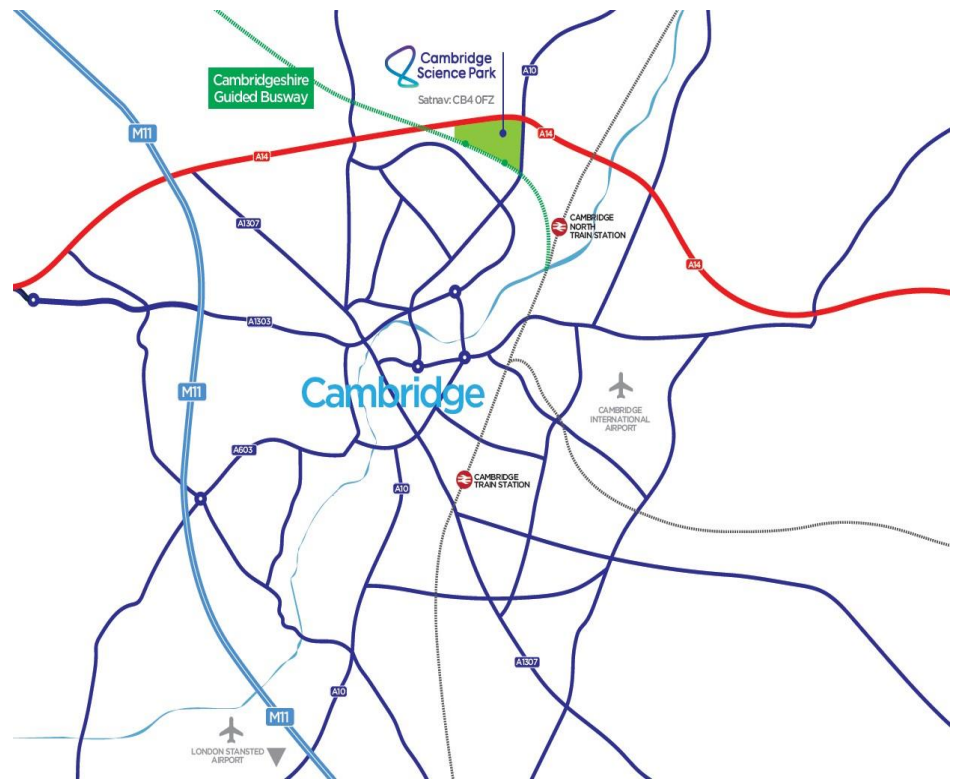 Cambridge
Science Park
Satnav: CB4 0FZ
A10
Cambridgeshire
Guided Busway
M11
A14
A14
CAMBRIDGE
NORTH
TRAIN STATION
A1307
A14
A1303
M11
Cambridge
CAMBRIDGE
INTERNATIONAL
AIRPORT
A603
CAMBRIDGE
TRAIN STATION
A10
A1307
A10
M11
LONDON STANSTED
AIRPORT